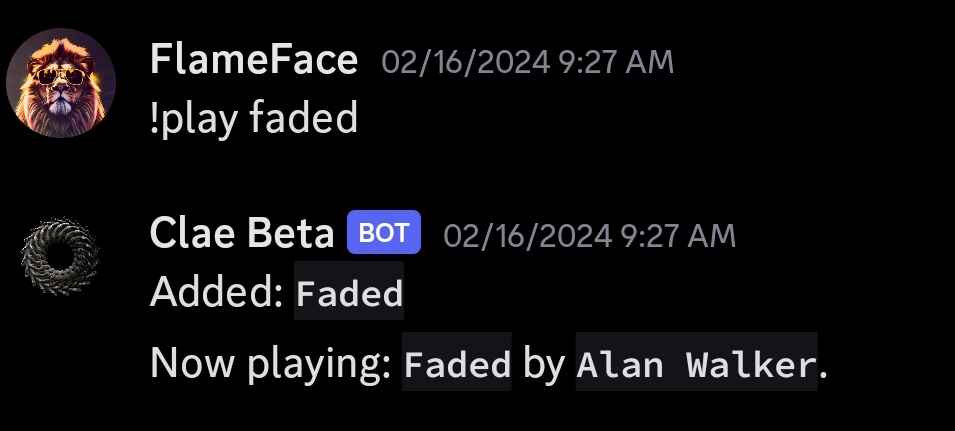 FlameFace 02/16/2024 9:27 AM
!play faded
Clae Beta BOT 02/16/2024 9:27 AM
Added: Faded
Now playing: Faded by Alan Walker.